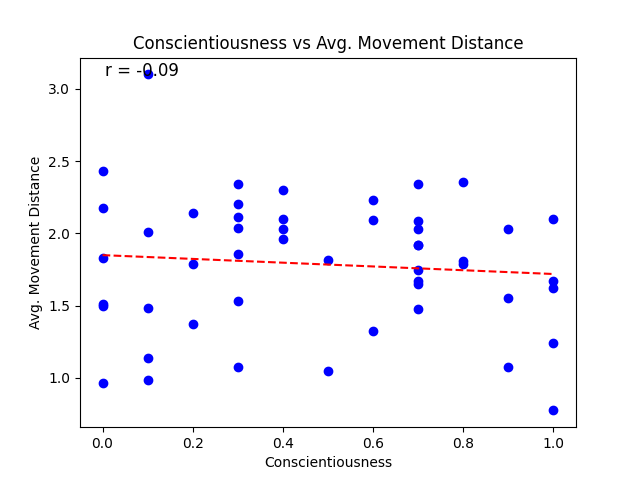 Conscientiousness vs Avg. Movement Distance
r = -0.09
3.0
2.5
2.0
1.5
1.0
Avg. Movement Distance
0.0 0.2 0.4 0.6 0.8 1.0
Conscientiousness